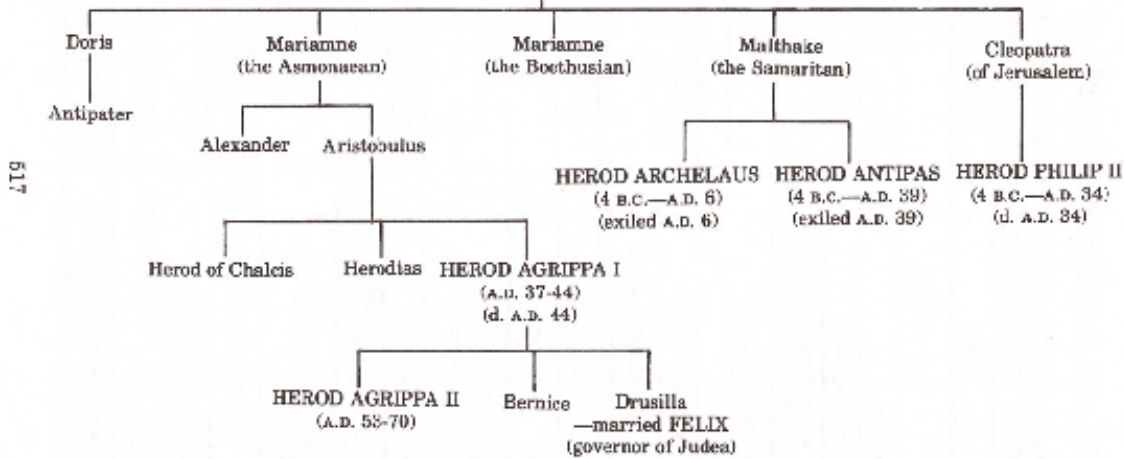 Doris
Antipater
Mariamne
(the Asmonaean)
Alexander
Aristobulus
Herod of Chalcis
Herodias
HEROD AGRIPPA I
(A.D. 37-44)
(d. A.D. 44)
HEROD AGRIPPA II
(A.D. 53-70)
Bernice
Drusilla
—married FELIX
(governor of Judea)
Mariamne
(the Boethusian)
Malthake
(the Samaritan)
HEROD ARCHELAUS
(4 B.C.—A.D. 6)
(exiled A.D. 6)
HEROD ANTIPAS
(4 B.C.—A.D. 39)
(exiled A.D. 39)
Cleopatra
(of Jerusalem)
HEROD PHILIP II
(4 B.C.—A.D. 34)
(d. A.D. 34)
517